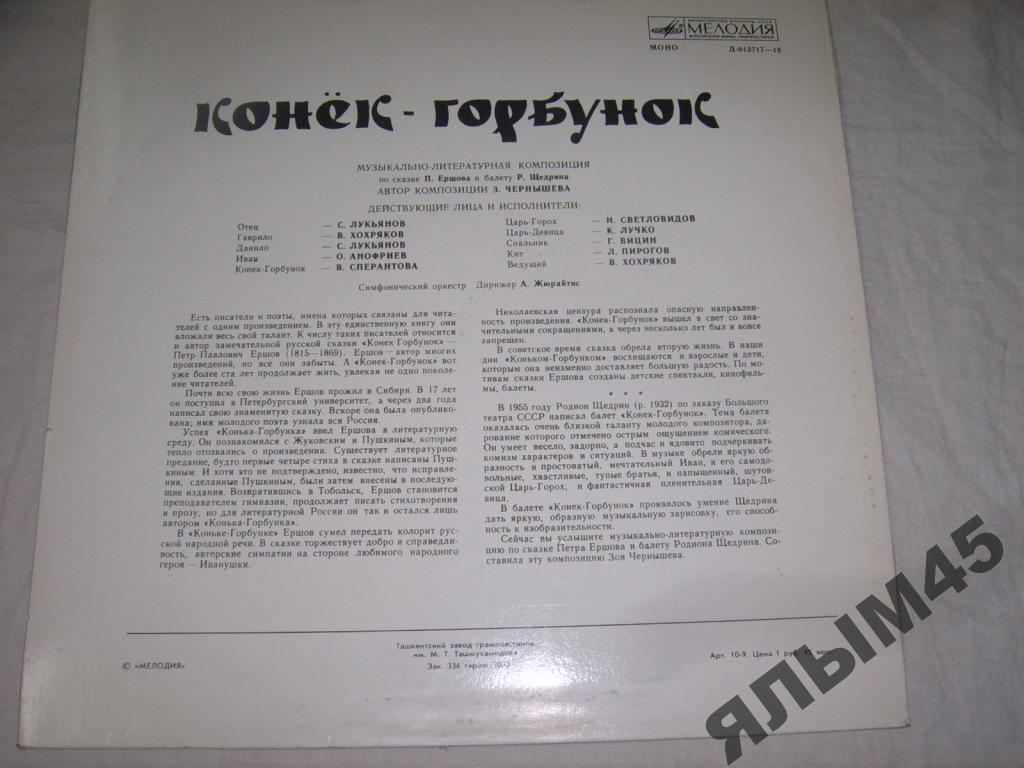 МИНИСТЕРСТВО КУЛЬТУРЫ СССР
МЕЛОДИЯ
ВСЕСОЮЗНАЯ ФИРМА ГРАМПЛАСТИНОК
МОНО Д-013717—18
КОНЁК - ГОРБУНОК
МУЗЫКАЛЬНО-ЛИТЕРАТУРНАЯ КОМПОЗИЦИЯ
по сказке П. Ершова и балету Р. Щедрина
АВТОР КОМПОЗИЦИИ З. ЧЕРНЫШЕВА
ДЕЙСТВУЮЩИЕ ЛИЦА И ИСПОЛНИТЕЛИ:
Отец — С. ЛУКЬЯНОВ
Гаврило — В. ХОХРЯКОВ
Данило — С. ЛУКЬЯНОВ
Иван — О. АНОФРИЕВ
Конек-Горбунок — В. СПЕРАНТОВА
Царь-Горох — Н. СВЕТЛОВИДОВ
Царь-Девица — К. ЛУЧКО
Спальник — Г. ВИЦИН
Кит — Л. ПИРОГОВ
Ведущий — В. ХОХРЯКОВ
Симфонический оркестр Дирижер А. Жюрайтис
Есть писатели и поэты, имена которых связаны для чита-
телей с одним произведением. В эту единственную книгу они
вложили весь свой талант. К числу таких писателей относится
и автор замечательной русской сказки «Конек Горбунок» —
Петр Павлович Ершов (1815—1869). Ершов — автор многих
произведений, но все они забыты. А «Конек-Горбунок» вот
уже более ста лет продолжает жить, увлекая не одно поколе-
ние читателей.
Почти всю свою жизнь Ершов прожил в Сибири. В 17 лет
он поступил в Петербургский университет, а через два года
написал свою знаменитую сказку. Вскоре она была опублико-
вана; имя молодого поэта узнала вся Россия.
Успех «Конька-Горбунка» ввел Ершова в литературную
среду. Он познакомился с Жуковским и Пушкиным, которые
тепло отозвались о произведении. Существует литературное
предание, будто первые четыре стиха в сказке написаны Пуш-
киным. И хотя это не подтверждено, известно, что исправле-
ния, сделанные Пушкиным, были затем внесены в последую-
щие издания. Возвратившись в Тобольск, Ершов становится
преподавателем гимназии, продолжает писать стихотворения
и прозу, но для литературной России он так и остался лишь
автором «Конька-Горбунка».
В «Коньке-Горбунке» Ершов сумел передать колорит рус-
ской народной речи. В сказке торжествует добро и справедли-
вость, авторские симпатии на стороне любимого народного
героя — Иванушки.
Николаевская цензура распознала опасную направлен-
ность произведения. «Конек-Горбунок» вышел в свет со зна-
чительными сокращениями, а через несколько лет был и вовсе
запрещен.
В советское время сказка обрела вторую жизнь. В наши
дни «Коньком-Горбунком» восхищаются и взрослые и дети,
которым она неизменно доставляет большую радость. По мо-
тивам сказки Ершова созданы детские спектакли, кинофиль-
мы, балеты.
* * *
В 1955 году Родион Щедрин (р. 1932) по заказу Большого
театра СССР написал балет «Конек-Горбунок». Тема балета
оказалась очень близкой таланту молодого композитора, да-
рование которого отмечено острым ощущением комического.
Он умеет весело, задорно, а подчас и ядовито подчеркивать
комизм характеров и ситуаций. В музыке обрели яркую об-
разность и простоватый, мечтательный Иван, и его самодо-
вольные, хвастливые, тупые братья, и напыщенный, шутов-
ской Царь-Горох, и фантастичная пленительная Царь-Де-
вица.
В балете «Конек-Горбунок» проявилось умение Щедрина
дать яркую, образную музыкальную зарисовку, его способ-
ность к изобразительности.
Сейчас вы услышите музыкально-литературную компози-
цию по сказке Петра Ершова и балету Родиона Щедрина. Со-
ставила эту композицию Зоя Чернышева.
© «МЕЛОДИЯ»
Ташкентский завод грампластинок
им. М. Т. Ташмухамедова
Зак. 336 тираж 3000
Арт. 10-9. Цена 1 руб. 45 коп.
ЯЛЫМ45